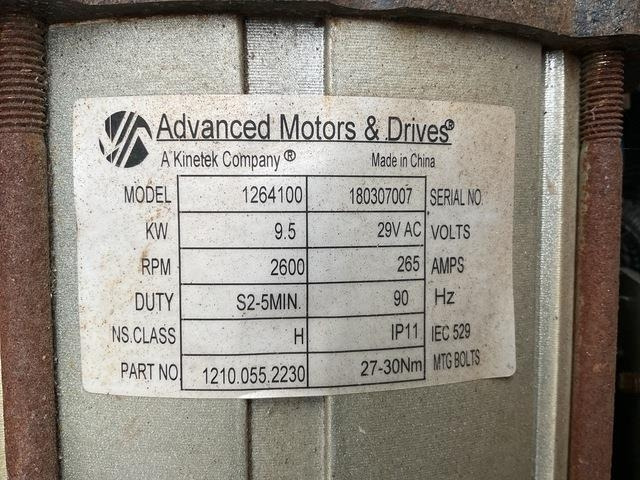 Advanced Motors & Drives®
A Kinetek Company ® Made in China
MODEL 1264100 180307007 SERIAL NO.
KW 9.5 29V AC VOLTS
RPM 2600 265 AMPS
DUTY S2-5MIN. 90 Hz
NS.CLASS H IP11 IEC 529
PART NO 1210.055.2230 27-30Nm MTG BOLTS